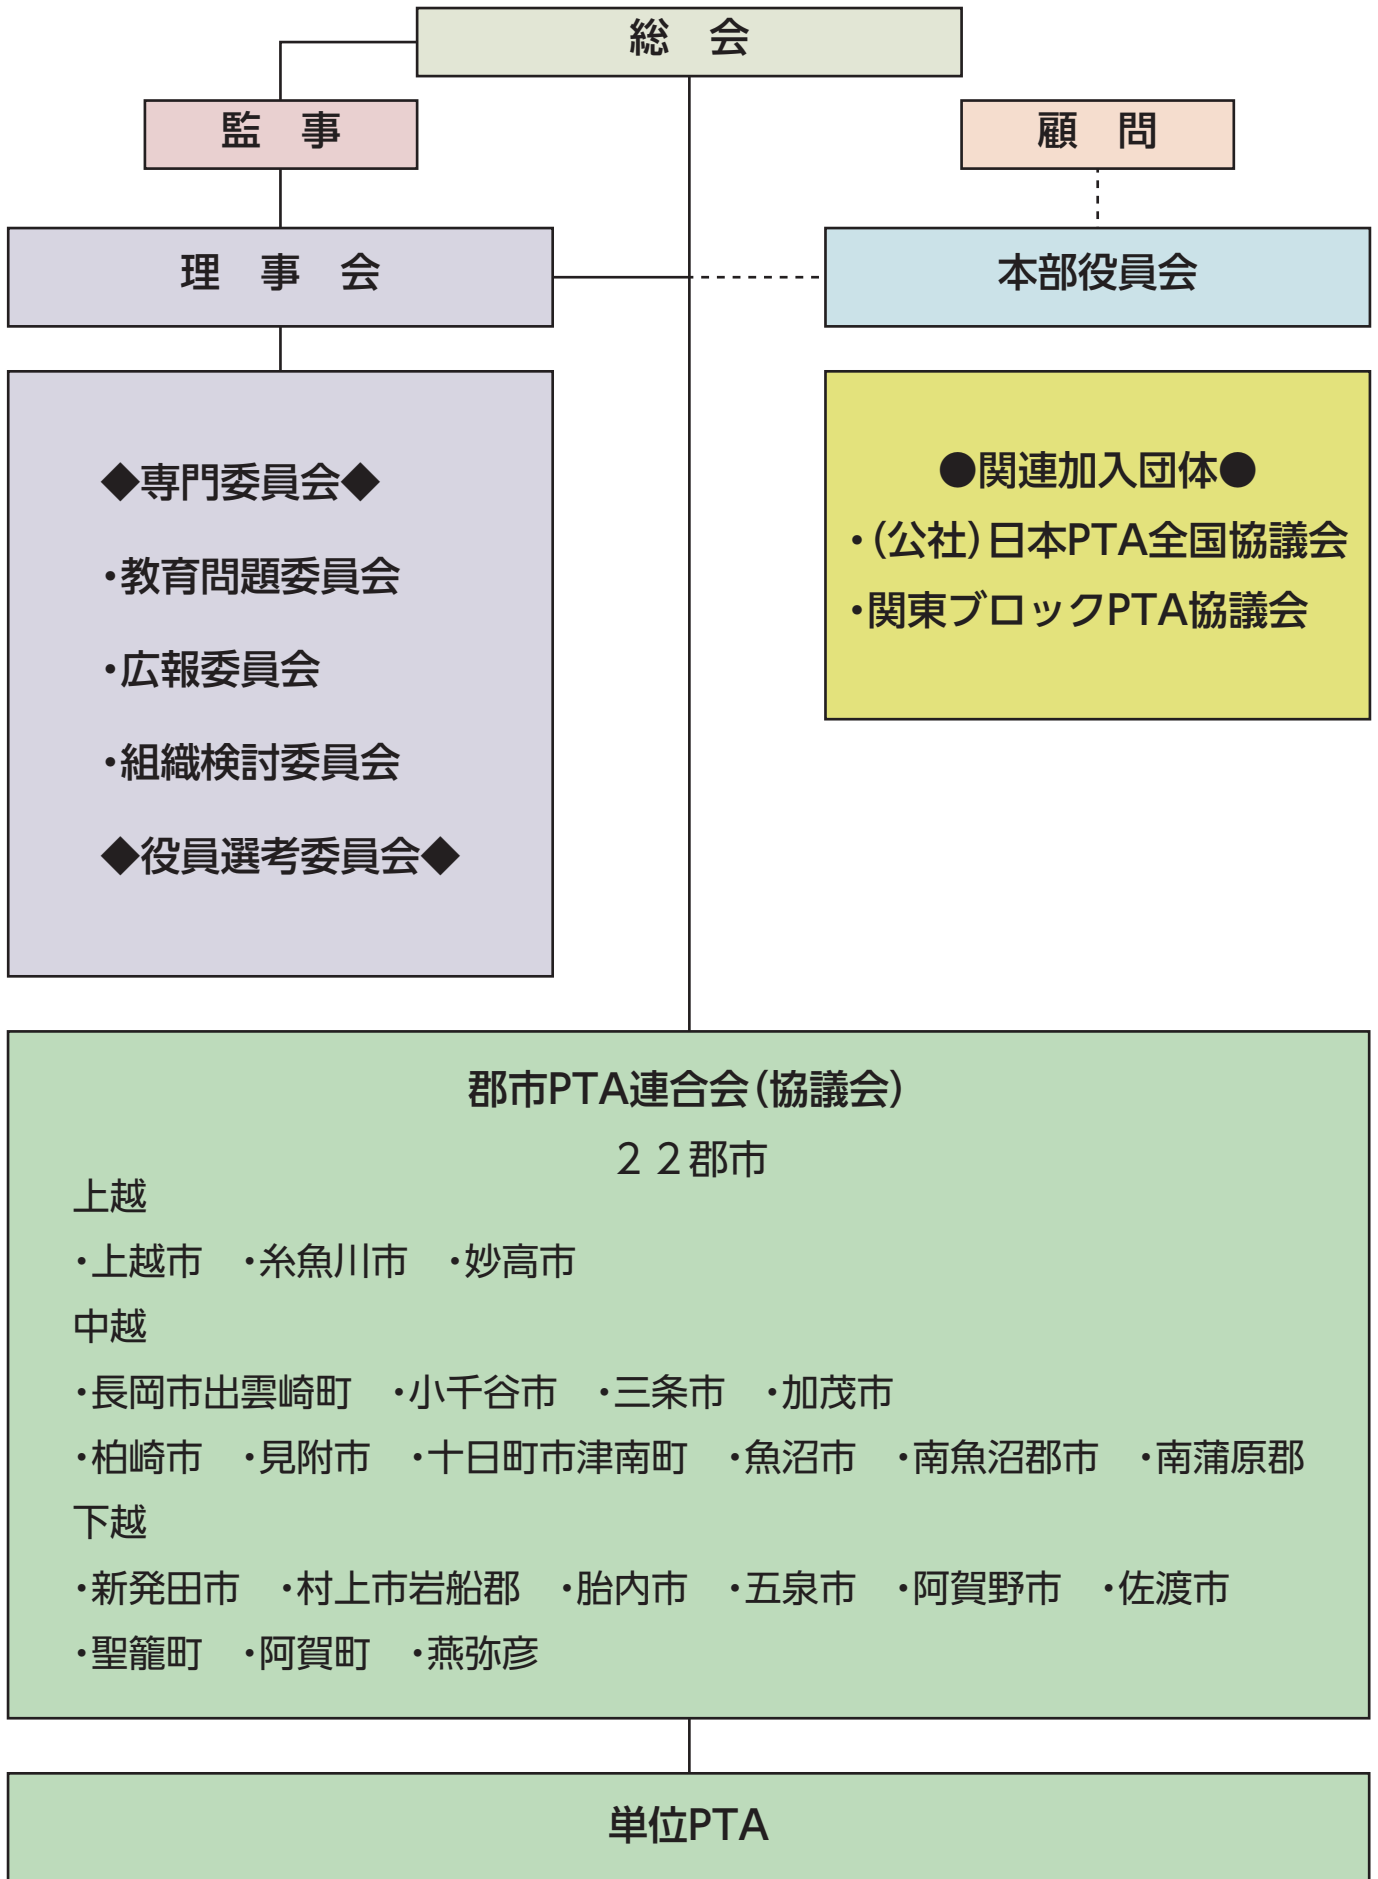 総　会
監　事
顧　問
理　事　会
本部役員会
◆専門委員会◆
・教育問題委員会
・広報委員会
・組織検討委員会
◆役員選考委員会◆
●関連加入団体●
・（公社）日本PTA全国協議会
・関東ブロックPTA協議会
郡市PTA連合会（協議会）
２２郡市
上越
・上越市　・糸魚川市　・妙高市
中越
・長岡市出雲崎町　・小千谷市　・三条市　・加茂市
・柏崎市　・見附市　・十日町市津南町　・魚沼市　・南魚沼郡市　・南蒲原郡
下越
・新発田市　・村上市岩船郡　・胎内市　・五泉市　・阿賀野市　・佐渡市
・聖籠町　・阿賀町　・燕弥彦
単位PTA